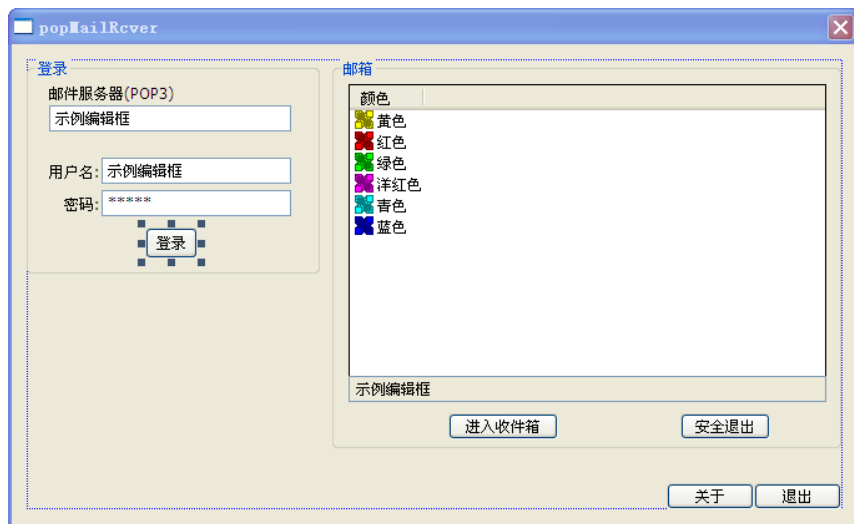 popMailRcver
登录
邮件服务器(POP3)
示例编辑框
用户名: 示例编辑框
密码: *****
登录
邮箱
颜色
黄色
红色
绿色
洋红色
青色
蓝色
示例编辑框
进入收件箱 安全退出
关于 退出